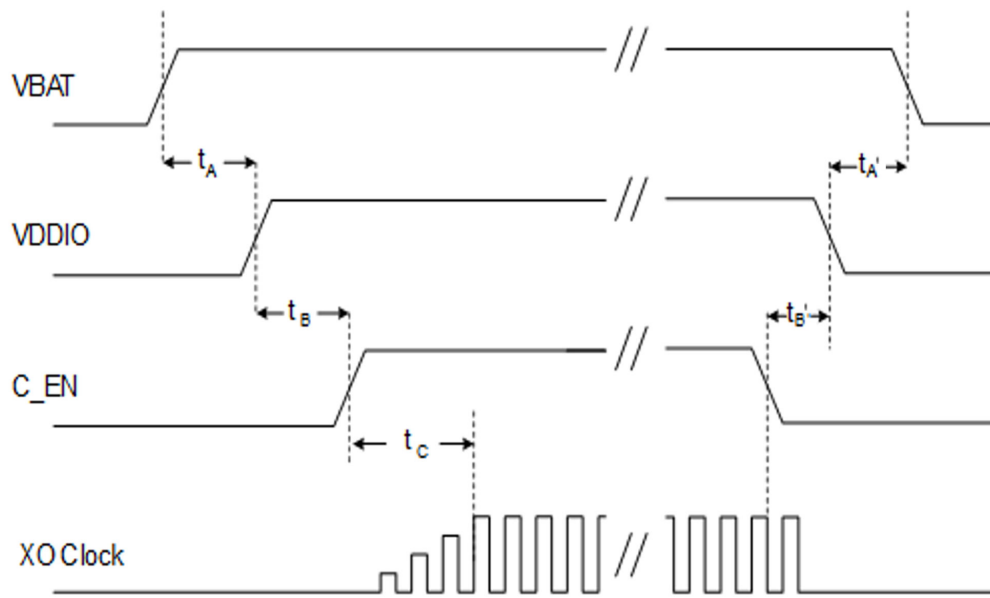 VBAT
tA
tA'
VDDIO
tB
tB'
C_EN
tC
XO Clock